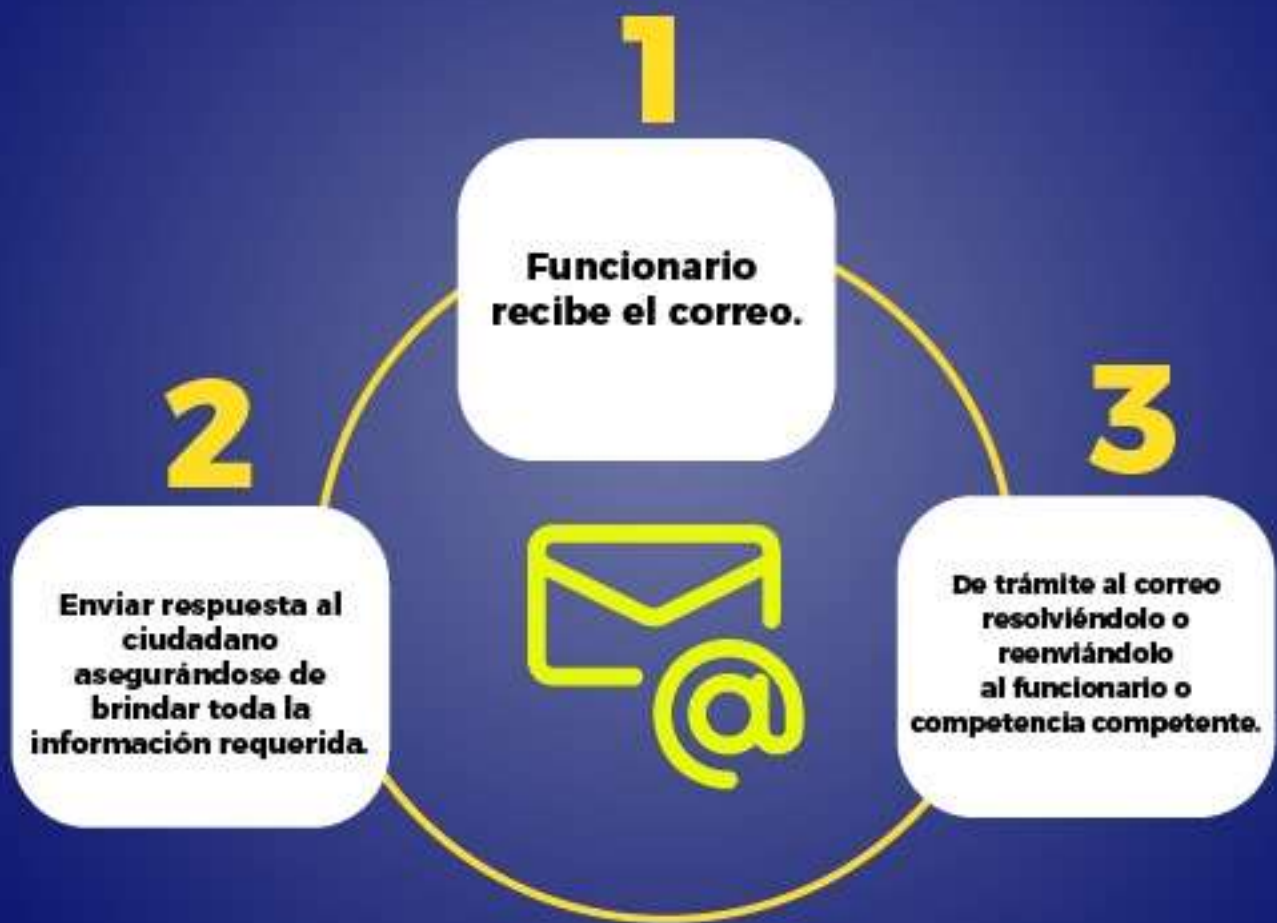 1
Funcionario
recibe el correo.
2
Enviar respuesta al
ciudadano
asegurándose de
brindar toda la
información requerida.
3
De trámite al correo
resolviéndolo o
reenviándolo
al funcionario o
competencia competente.